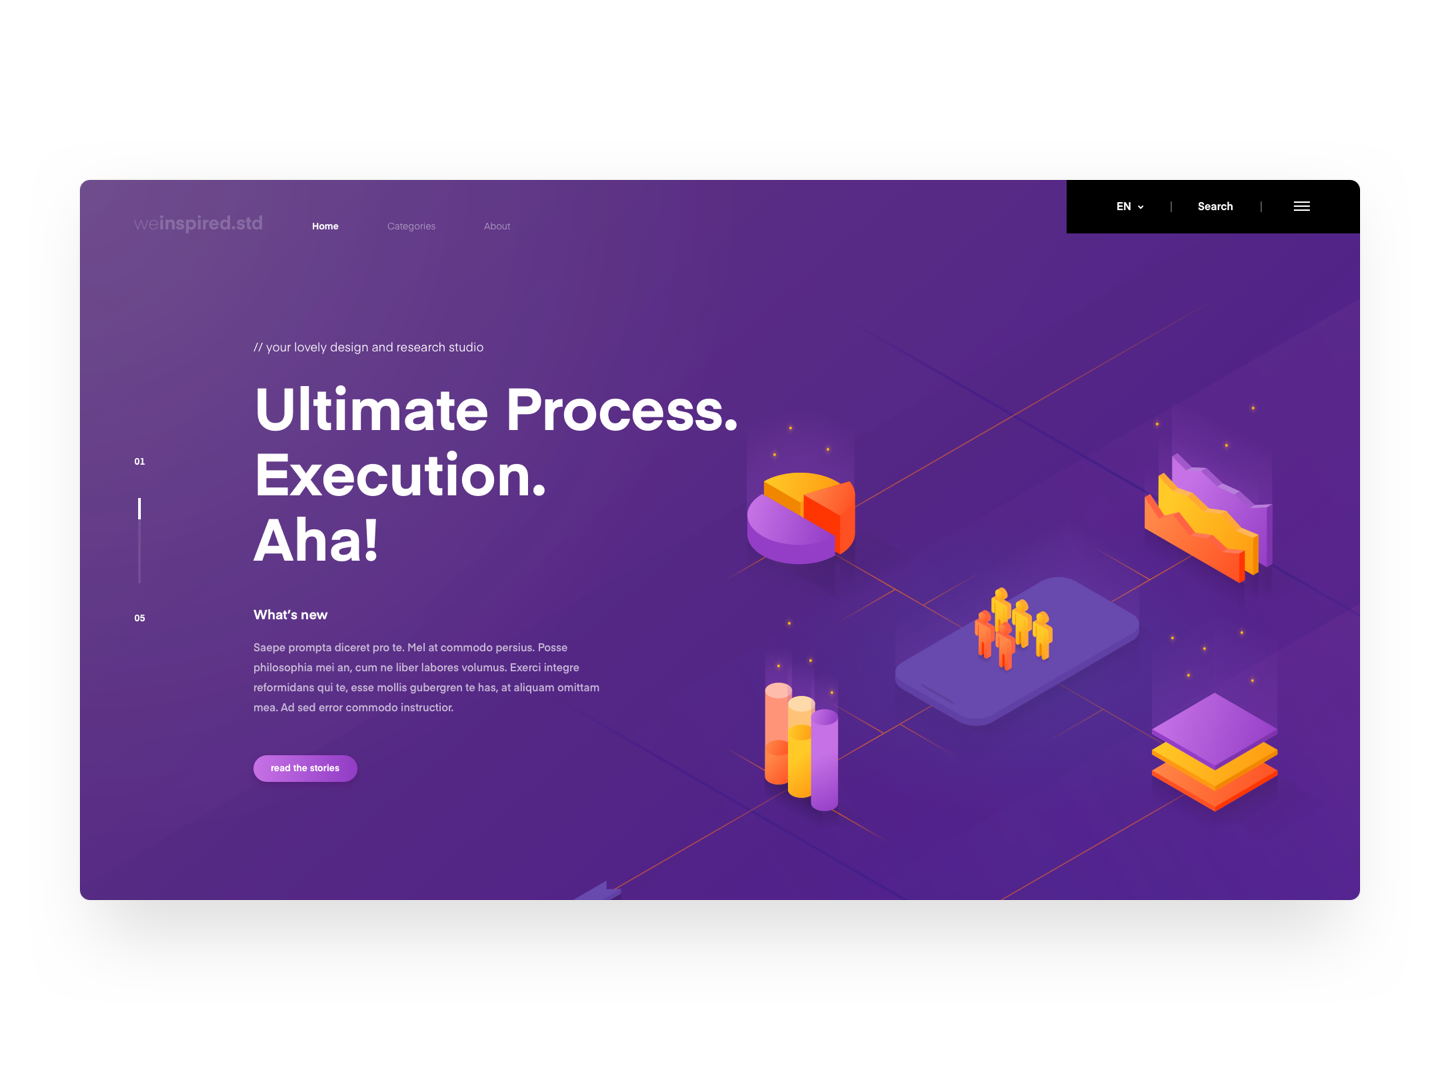 weinspired.std
Home
Categories
About
EN
Search
// your lovely design and research studio
Ultimate Process.
Execution.
Aha!
01
05
What's new
Saepe prompta diceret pro te. Mel at commodo persius. Posse
philosophia mei an, cum ne liber labores volumus. Exerci integre
reformidans qui te, esse mollis gubergren te has, at aliquam omittam
mea. Ad sed error commodo instructior.
read the stories